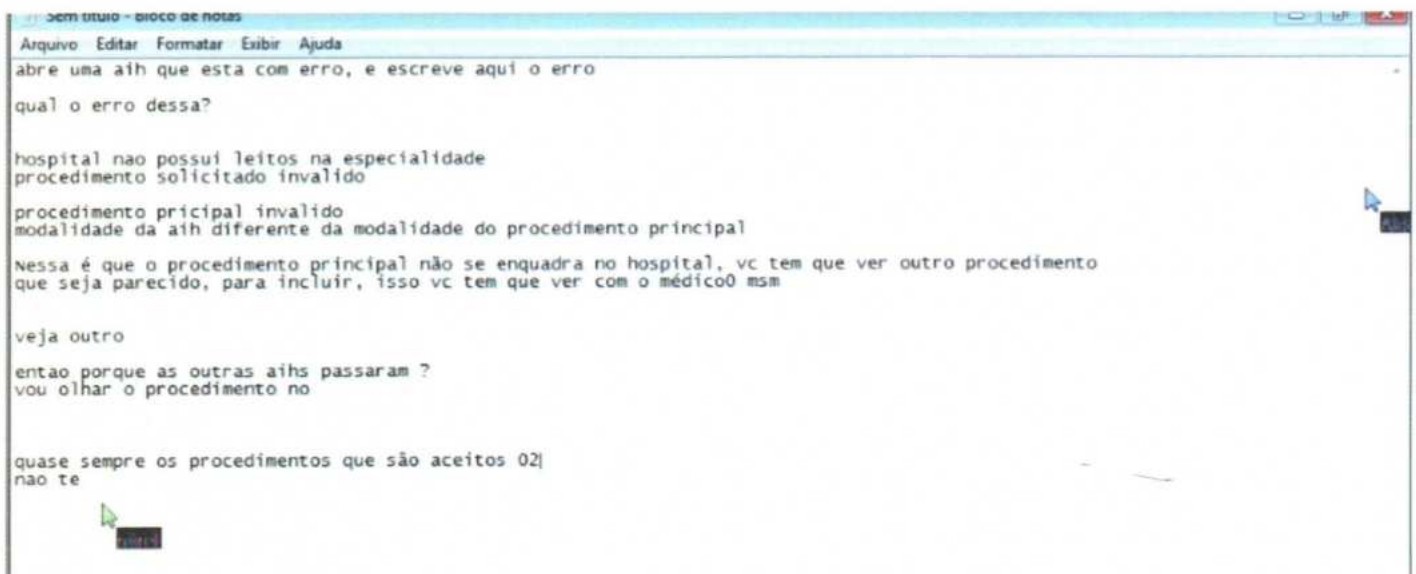 Sem título - Bloco de notas
Arquivo Editar Formatar Exibir Ajuda
abre uma aih que esta com erro, e escreve aqui o erro
qual o erro dessa?
hospital nao possui leitos na especialidade
procedimento solicitado invalido
procedimento pricipal invalido
modalidade da aih diferente da modalidade do procedimento principal
Nessa é que o procedimento principal não se enquadra no hospital, vc tem que ver outro procedimento
que seja parecido, para incluir, isso vc tem que ver com o médico0 msm
veja outro
entao porque as outras aihs passaram ?
vou olhar o procedimento no
quase sempre os procedimentos que são aceitos 02
nao te